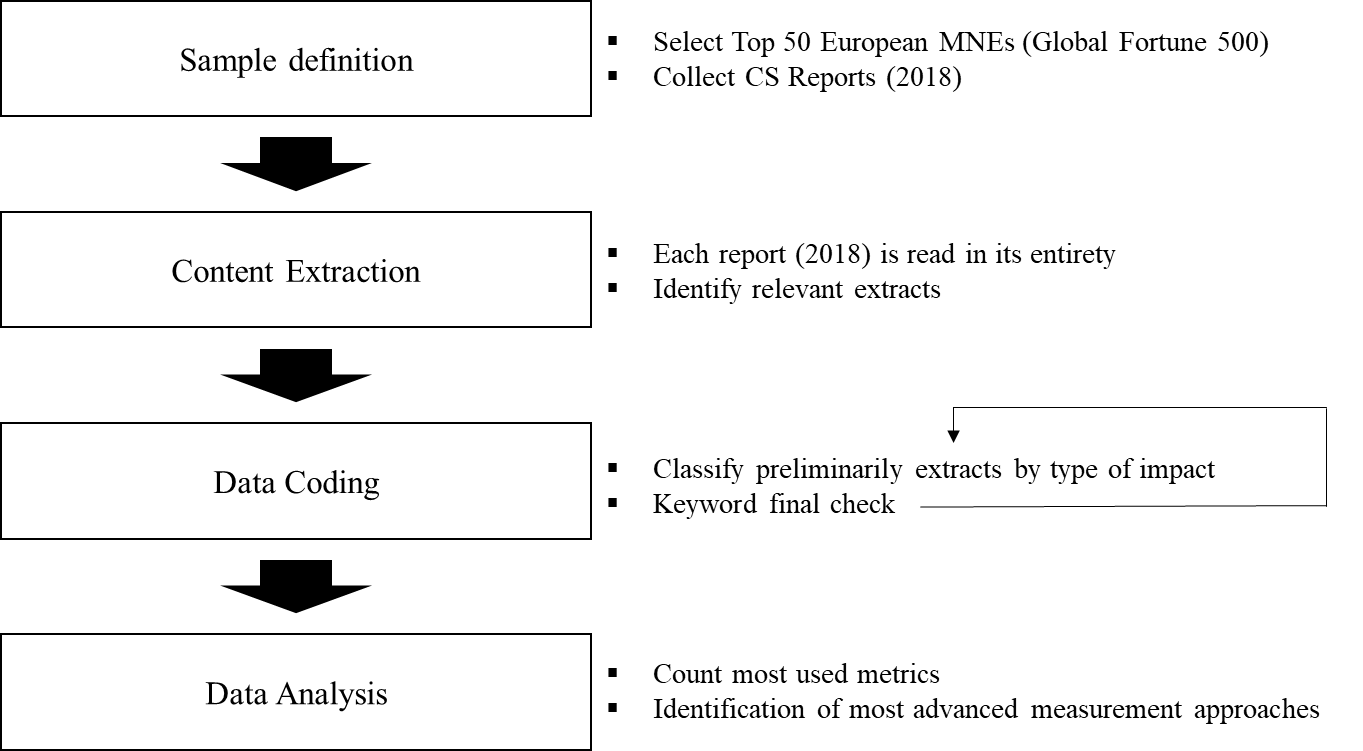 Sample definition
▪ Select Top 50 European MNEs (Global Fortune 500)
▪ Collect CS Reports (2018)
Content Extraction
▪ Each report (2018) is read in its entirety
▪ Identify relevant extracts
Data Coding
▪ Classify preliminarily extracts by type of impact
▪ Keyword final check
Data Analysis
▪ Count most used metrics
▪ Identification of most advanced measurement approaches